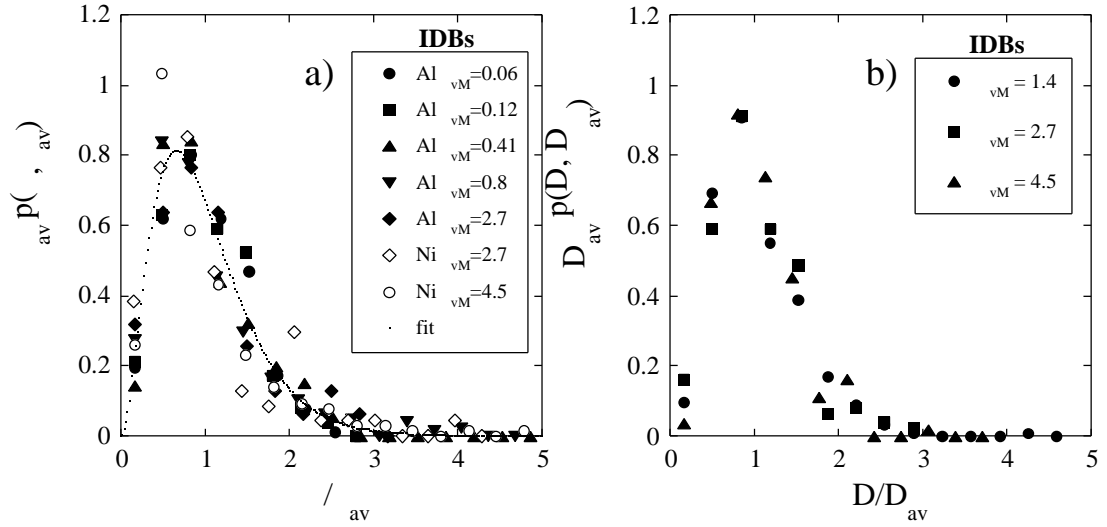 1.2
1
0.8
0.6
0.4
0.2
0
0 1 2 3 4 5
av p( , av)
/ av
a)
IDBs
Al vM=0.06
Al vM=0.12
Al vM=0.41
Al vM=0.8
Al vM=2.7
Ni vM=2.7
Ni vM=4.5
fit
1.2
1
0.8
0.6
0.4
0.2
0
0 1 2 3 4 5
D av p(D, D av)
D/D av
b)
IDBs
vM = 1.4
vM = 2.7
vM = 4.5